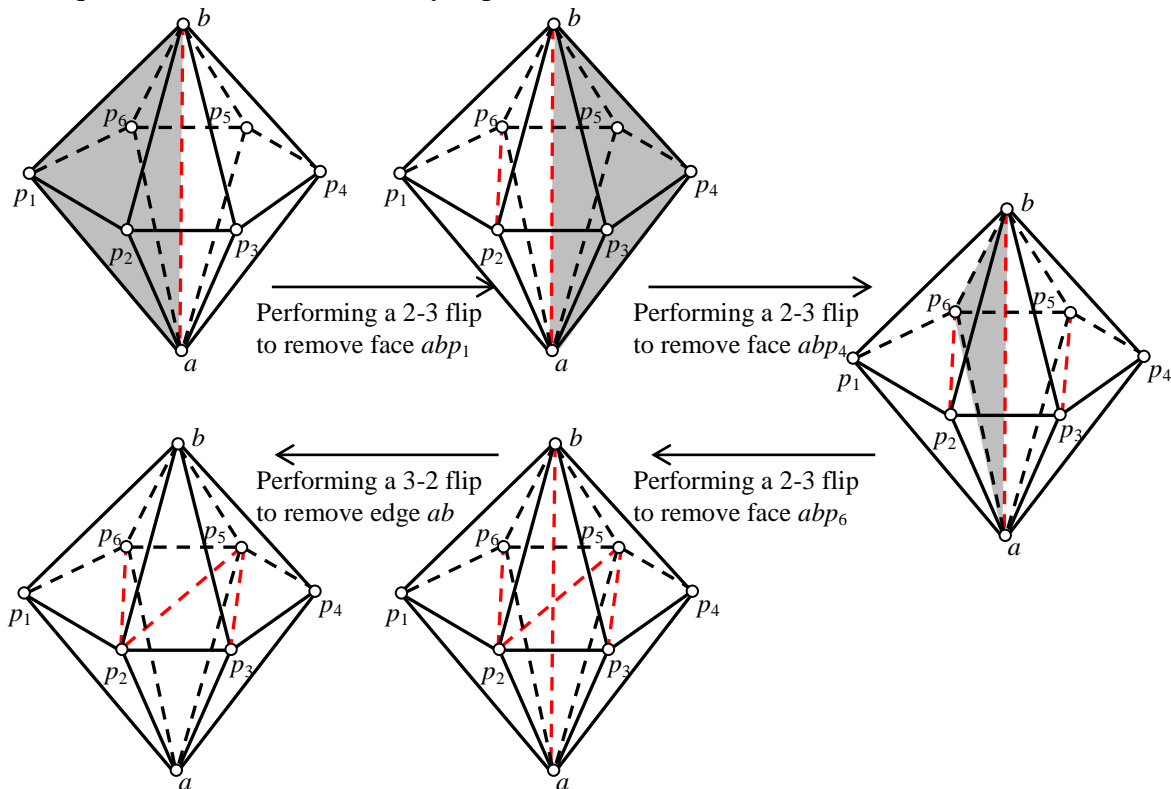 b
p6
p5
p1
p4
p2
p3
a
Performing a 2-3 flip
to remove face abp1
b
p6
p5
p1
p4
p2
p3
a
Performing a 2-3 flip
to remove face abp4
b
p6
p5
p1
p4
p2
p3
a
Performing a 2-3 flip
to remove face abp6
b
p6
p5
p1
p4
p2
p3
a
Performing a 3-2 flip
to remove edge ab
b
p6
p5
p1
p4
p2
p3
a